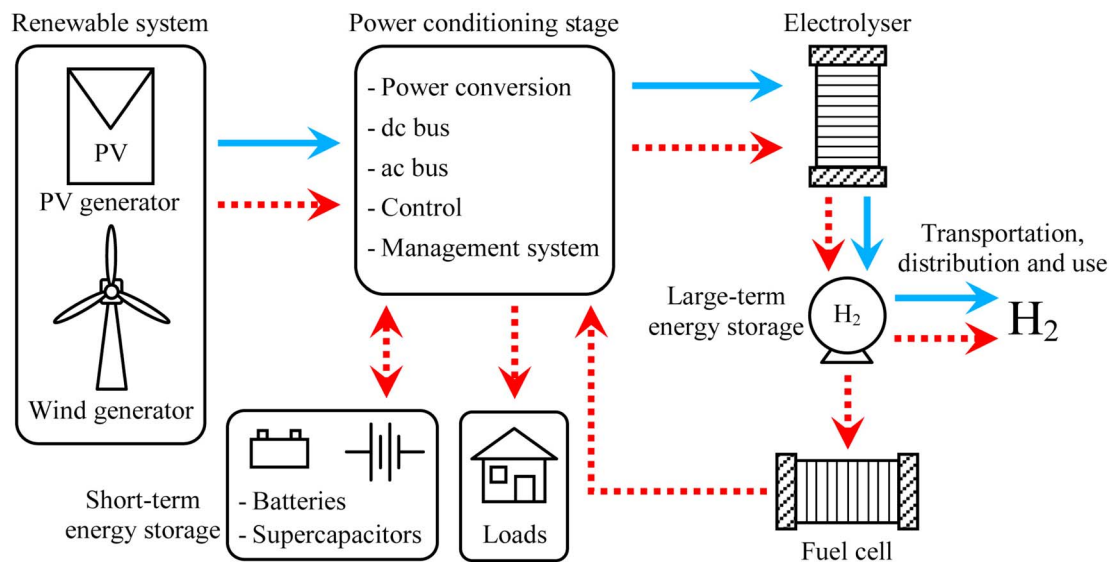 Renewable system
PV
PV generator
Wind generator
Power conditioning stage
- Power conversion
- dc bus
- ac bus
- Control
- Management system
Electrolyser
Transportation,
distribution and use
Large-term
energy storage
H₂
H₂
Short-term
energy storage
- Batteries
- Supercapacitors
Loads
Fuel cell